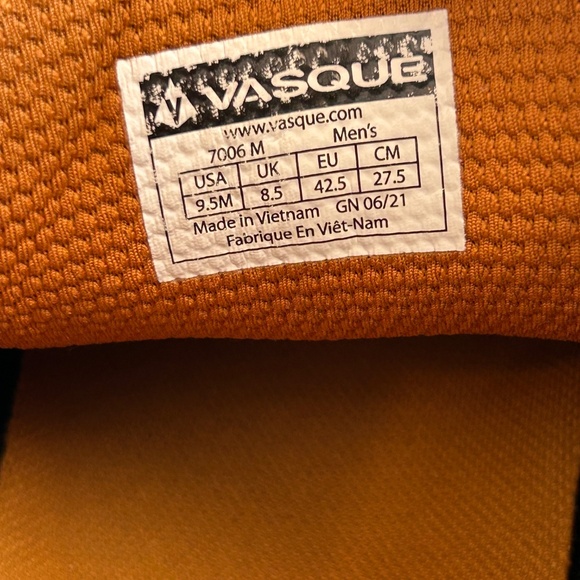 VASQUE
www.vasque.com
7006 M Men's
USA UK EU CM
9.5M 8.5 42.5 27.5
Made in Vietnam GN 06/21
Fabrique En Viêt-Nam